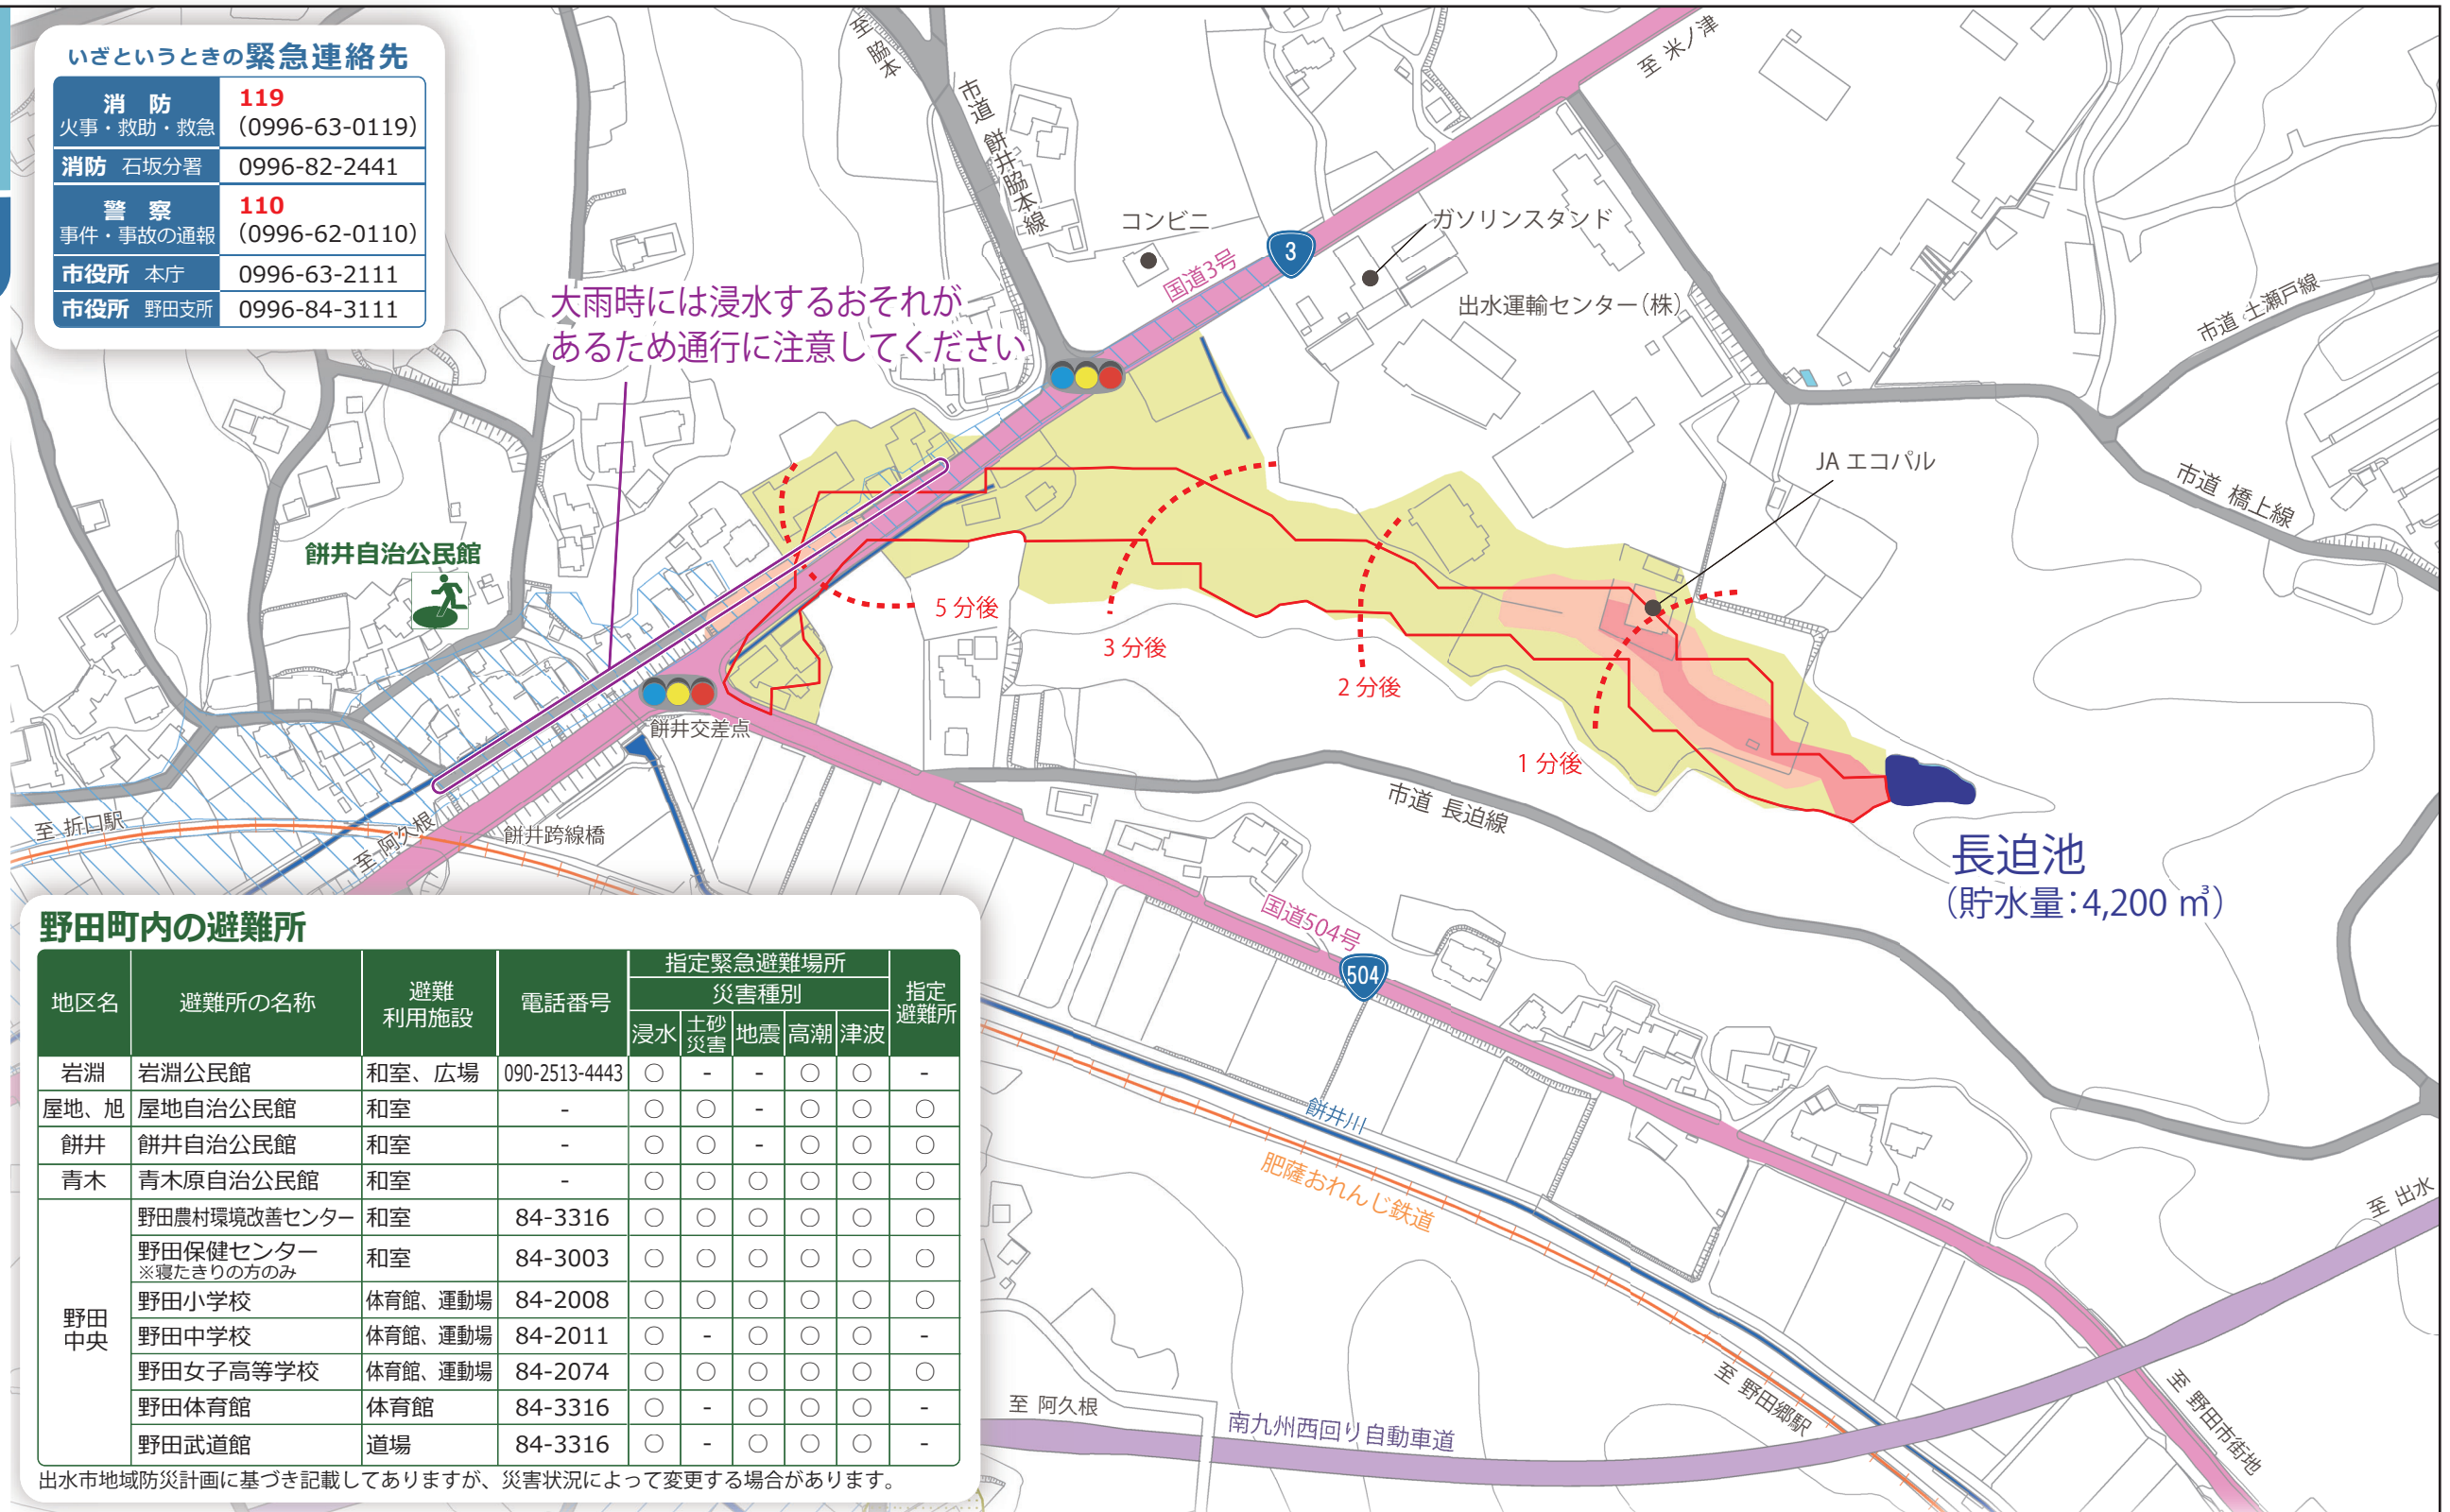 いざというときの緊急連絡先
消 防 119
火事・救助・救急 (0996-63-0119)
消防 石坂分署 0996-82-2441
警 察 110
事件・事故の通報 (0996-62-0110)
市役所 本庁 0996-63-2111
市役所 野田支所 0996-84-3111
至 脇本
市道 餅井脇本線
至 米ノ津
コンビニ
ガソリンスタンド
国道3号
3
出水運輸センター(株)
大雨時には浸水するおそれが
あるため通行に注意してください
市道 土瀬戸線
市道 橋上線
JA エコパル
餅井自治公民館
5 分後
3 分後
2 分後
1 分後
餅井交差点
市道 長迫線
至 折口駅
至 阿久根
餅井跨線橋
長迫池
(貯水量:4,200 ㎥)
国道504号
504
餅井川
肥薩おれんじ鉄道
至 出水
至 野田郷駅
至 野田市街地
至 阿久根
南九州西回り自動車道
野田町内の避難所
地区名 避難所の名称 避難利用施設 電話番号 指定緊急避難場所 指定避難所
災害種別
浸水 土砂災害 地震 高潮 津波
岩淵 岩淵公民館 和室、広場 090-2513-4443 ○ - - ○ ○ -
屋地、旭 屋地自治公民館 和室 - ○ ○ - ○ ○ ○
餅井 餅井自治公民館 和室 - ○ ○ - ○ ○ ○
青木 青木原自治公民館 和室 - ○ ○ ○ ○ ○ ○
野田中央 野田農村環境改善センター 和室 84-3316 ○ ○ ○ ○ ○ ○
野田保健センター 和室 84-3003 ○ ○ ○ ○ ○ ○
※寝たきりの方のみ
野田小学校 体育館、運動場 84-2008 ○ ○ ○ ○ ○ ○
野田中学校 体育館、運動場 84-2011 ○ - ○ ○ ○ -
野田女子高等学校 体育館、運動場 84-2074 ○ ○ ○ ○ ○ ○
野田体育館 体育館 84-3316 ○ - ○ ○ ○ -
野田武道館 道場 84-3316 ○ - ○ ○ ○ -
出水市地域防災計画に基づき記載してありますが、災害状況によって変更する場合があります。